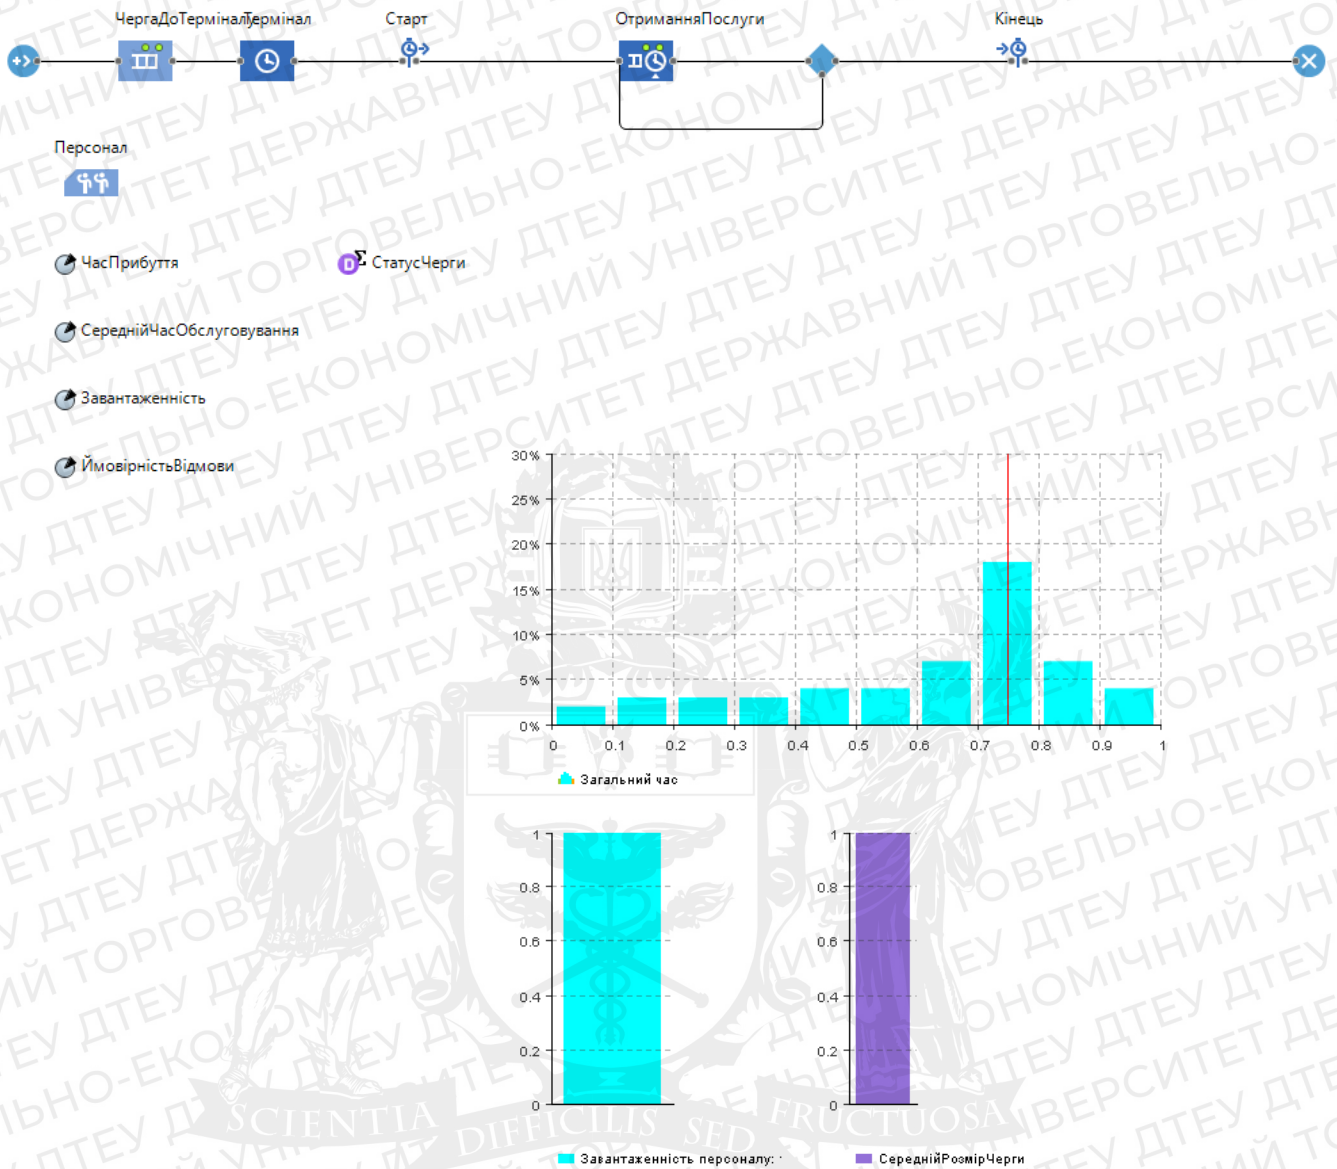 ЧергаДоТерміналу
Термінал
Старт
ОтриманняПослуги
Кінець
Персонал
ЧасПрибуття
СтатусЧерги
СереднійЧасОбслуговування
Завантаженність
ЙмовірністьВідмови
30%
25%
20%
15%
10%
5%
0%
0 0.1 0.2 0.3 0.4 0.5 0.6 0.7 0.8 0.9 1
Загальний час
1
0.8
0.6
0.4
0.2
0
1
0.8
0.6
0.4
0.2
0
SCIENTIA DIFFICILIS SED FRUCTUOSA
Завантаженність персоналу:
СереднійРозмірЧерги